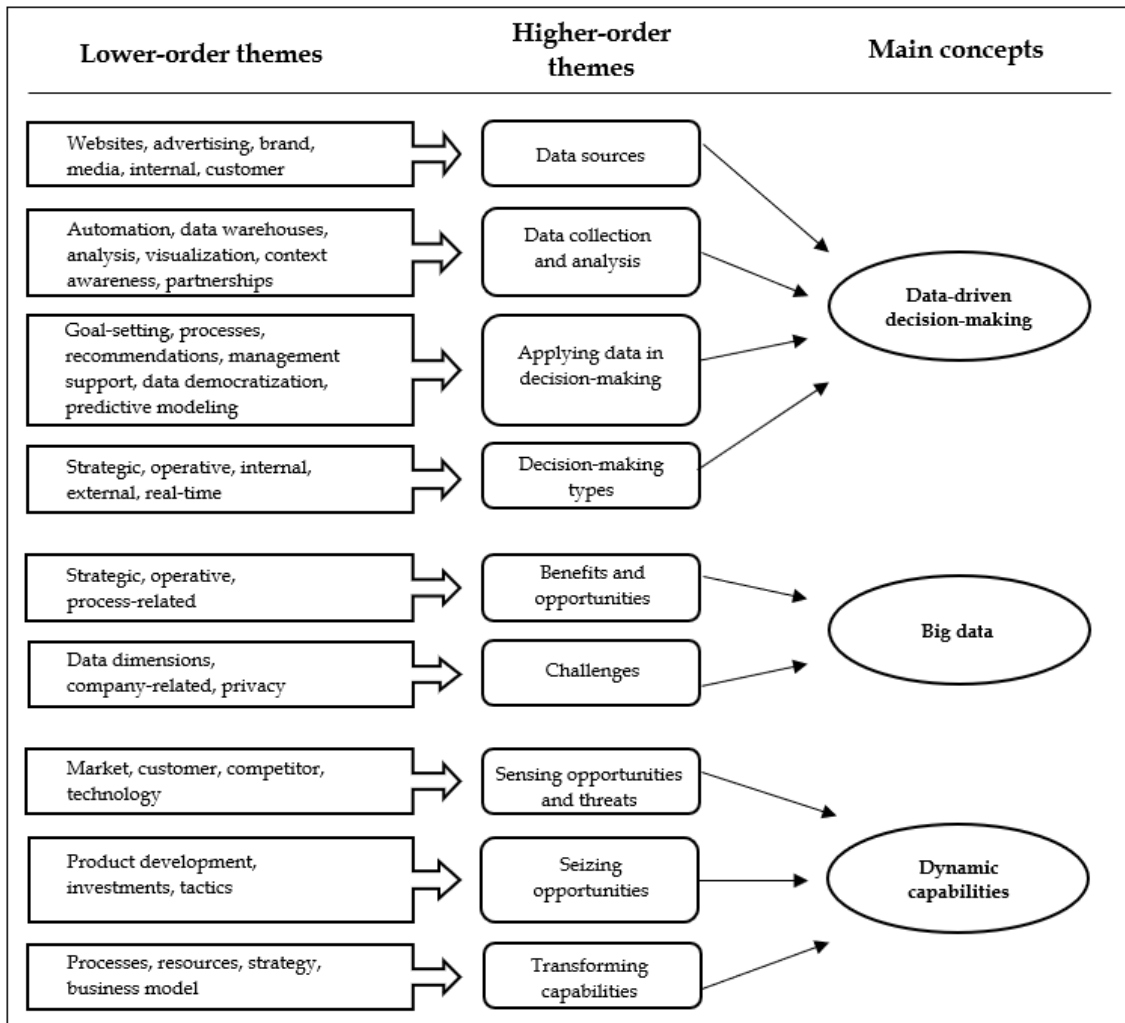 Lower-order themes
Higher-order
themes
Main concepts
Websites, advertising, brand,
media, internal, customer
Data sources
Automation, data warehouses,
analysis, visualization, context
awareness, partnerships
Data collection
and analysis
Data-driven
decision-making
Goal-setting, processes,
recommendations, management
support, data democratization,
predictive modeling
Applying data in
decision-making
Strategic, operative, internal,
external, real-time
Decision-making
types
Strategic, operative,
process-related
Benefits and
opportunities
Big data
Data dimensions,
company-related, privacy
Challenges
Market, customer, competitor,
technology
Sensing opportunities
and threats
Product development,
investments, tactics
Seizing
opportunities
Dynamic
capabilities
Processes, resources, strategy,
business model
Transforming
capabilities